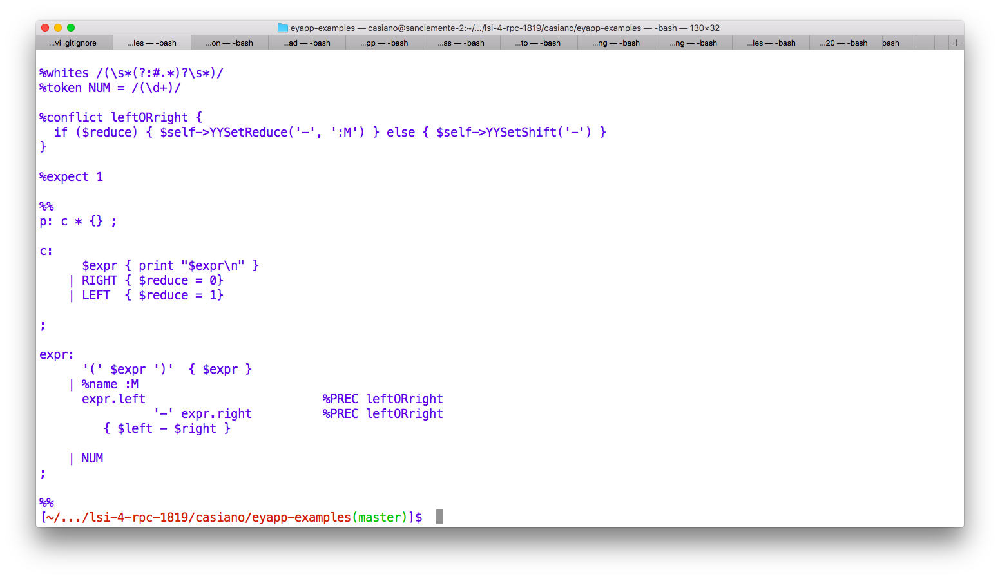 eyapp-examples — casiano@sanclemente-2:~/.../lsi-4-rpc-1819/casiano/eyapp-examples — -bash — 130×32
...vi .gitignore ...les — -bash ...on — -bash ...ad — -bash ...pp — -bash ...as — -bash ...to — -bash ...ng — -bash ...ng — -bash ...les — -bash ...20 — -bash bash +
%whites /(\s*(?:#.*)?\s*)/
%token NUM = /(\d+)/
%conflict leftORright {
  if ($reduce) { $self->YYSetReduce('-', ':M') } else { $self->YYSetShift('-') }
}
%expect 1
%%
p: c * {} ;
c:
      $expr { print "$expr\n" }
    | RIGHT { $reduce = 0}
    | LEFT  { $reduce = 1}
;
expr:
      '(' $expr ')'  { $expr }
    | %name :M
      expr.left                         %PREC leftORright
                '-' expr.right          %PREC leftORright
         { $left - $right }
    | NUM
;
%%
[~/.../lsi-4-rpc-1819/casiano/eyapp-examples(master)]$